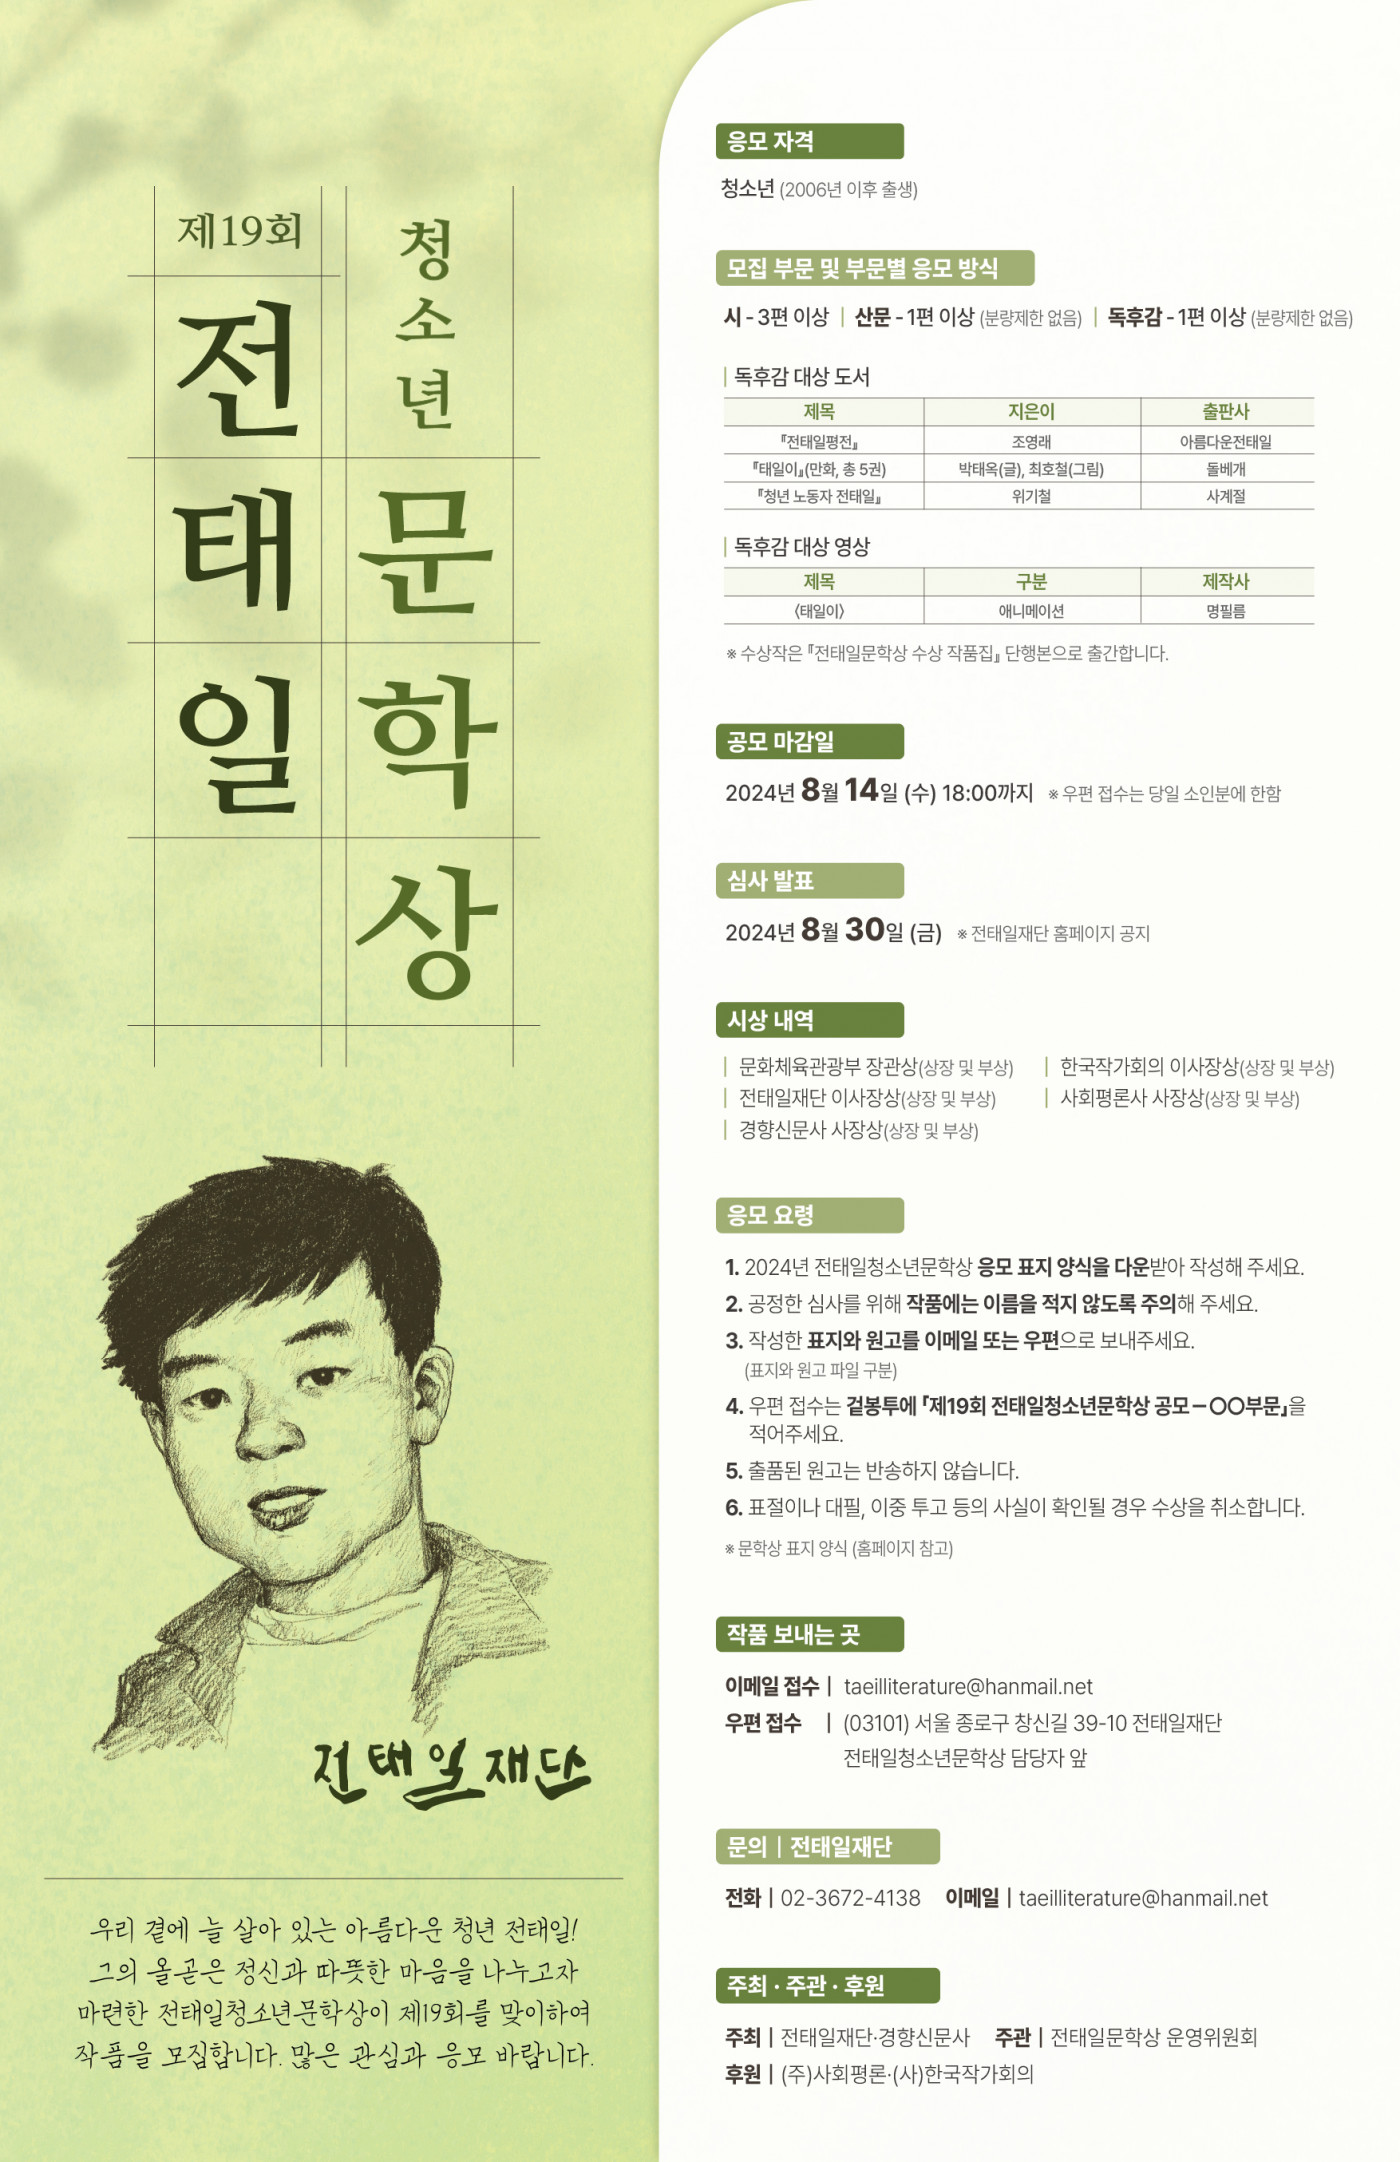 제19회
전태일
청소년
문학상
전태일재단
우리 곁에 늘 살아 있는 아름다운 청년 전태일!
그의 올곧은 정신과 따뜻한 마음을 나누고자
마련한 전태일청소년문학상이 제19회를 맞이하여
작품을 모집합니다. 많은 관심과 응모 바랍니다.
응모 자격
청소년 (2006년 이후 출생)
모집 부문 및 부문별 응모 방식
시 - 3편 이상 | 산문 - 1편 이상 (분량제한 없음) | 독후감 - 1편 이상 (분량제한 없음)
| 독후감 대상 도서
제목 지은이 출판사
『전태일평전』 조영래 아름다운전태일
『태일이』(만화, 총 5권) 박태옥(글), 최호철(그림) 돌베개
『청년 노동자 전태일』 위기철 사계절
| 독후감 대상 영상
제목 구분 제작사
〈태일이〉 애니메이션 명필름
※ 수상작은 『전태일문학상 수상 작품집』 단행본으로 출간합니다.
공모 마감일
2024년 8월 14일 (수) 18:00까지 ※ 우편 접수는 당일 소인분에 한함
심사 발표
2024년 8월 30일 (금) ※ 전태일재단 홈페이지 공지
시상 내역
| 문화체육관광부 장관상(상장 및 부상) | 한국작가회의 이사장상(상장 및 부상)
| 전태일재단 이사장상(상장 및 부상) | 사회평론사 사장상(상장 및 부상)
| 경향신문사 사장상(상장 및 부상)
응모 요령
1. 2024년 전태일청소년문학상 응모 표지 양식을 다운받아 작성해 주세요.
2. 공정한 심사를 위해 작품에는 이름을 적지 않도록 주의해 주세요.
3. 작성한 표지와 원고를 이메일 또는 우편으로 보내주세요.
(표지와 원고 파일 구분)
4. 우편 접수는 겉봉투에 『제19회 전태일청소년문학상 공모 – ○○부문』을
적어주세요.
5. 출품된 원고는 반송하지 않습니다.
6. 표절이나 대필, 이중 투고 등의 사실이 확인될 경우 수상을 취소합니다.
※ 문학상 표지 양식 (홈페이지 참고)
작품 보내는 곳
이메일 접수 | taeilliterature@hanmail.net
우편 접수 | (03101) 서울 종로구 창신길 39-10 전태일재단
전태일청소년문학상 담당자 앞
문의 | 전태일재단
전화 | 02-3672-4138 이메일 | taeilliterature@hanmail.net
주최 · 주관 · 후원
주최 | 전태일재단·경향신문사 주관 | 전태일문학상 운영위원회
후원 | (주)사회평론·(사)한국작가회의